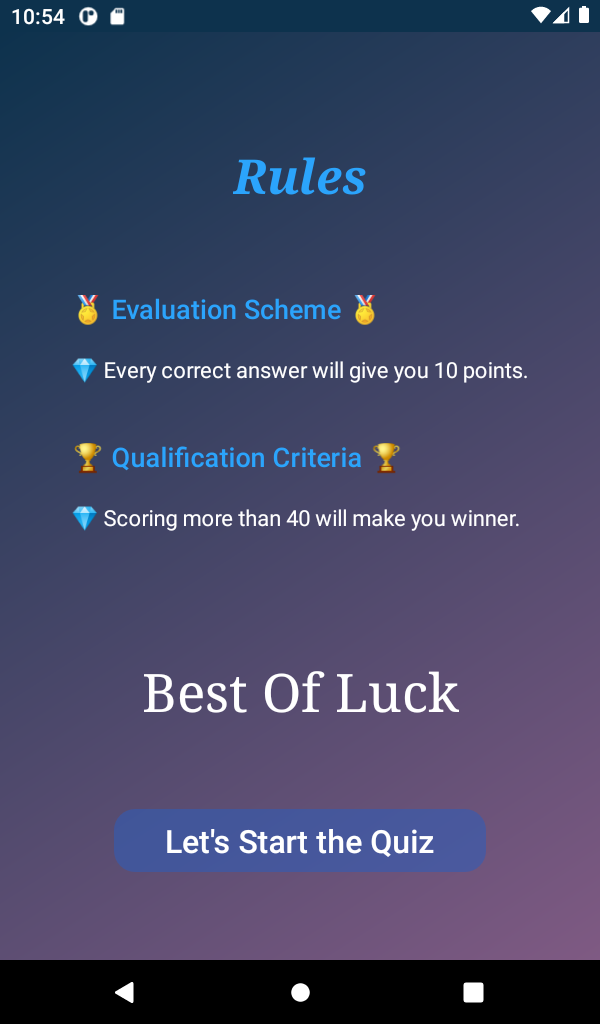 10:54
Rules
🏅 Evaluation Scheme 🏅
💎 Every correct answer will give you 10 points.
🏆 Qualification Criteria 🏆
💎 Scoring more than 40 will make you winner.
Best Of Luck
Let's Start the Quiz